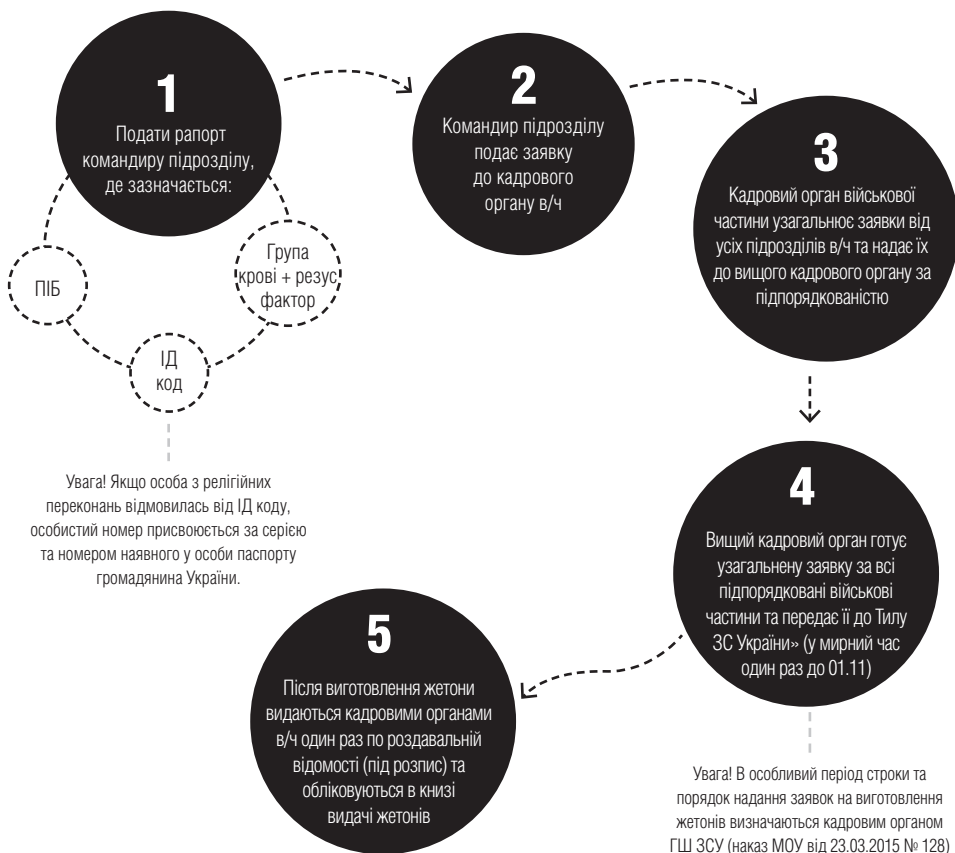 1
Подати рапорт
командиру підрозділу,
де зазначається:
ПІБ
ІД
код
Група
крові + резус
фактор
Увага! Якщо особа з релігійних
переконань відмовилась від ІД коду,
особистий номер присвоюється за серією
та номером наявного у особи паспорту
громадянина України.
2
Командир підрозділу
подає заявку
до кадрового
органу в/ч
3
Кадровий орган військової
частини узагальнює заявки від
усіх підрозділів в/ч та надає їх
до вищого кадрового органу за
підпорядкованістю
4
Вищий кадровий орган готує
узагальнену заявку за всі
підпорядковані військові
частини та передає її до Тилу
ЗС України» (у мирний час
один раз до 01.11)
Увага! В особливий період строки та
порядок надання заявок на виготовлення
жетонів визначаються кадровим органом
ГШ ЗСУ (наказ МОУ від 23.03.2015 № 128)
5
Після виготовлення жетони
видаються кадровими органами
в/ч один раз по роздавальній
відомості (під розпис) та
обліковуються в книзі
видачі жетонів